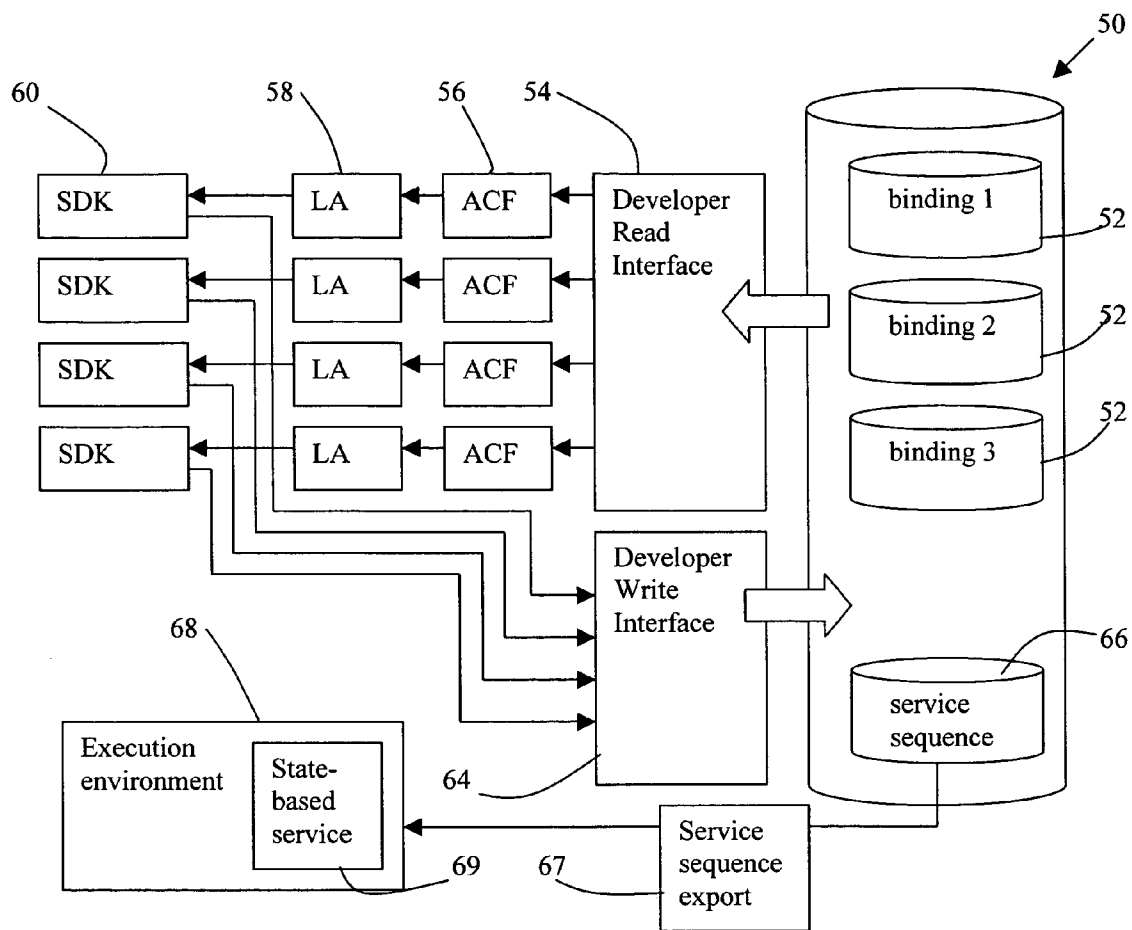 50
60
58
56
54
SDK
LA
ACF
Developer
Read
Interface
binding 1
52
SDK
LA
ACF
binding 2
52
SDK
LA
ACF
binding 3
52
SDK
LA
ACF
Developer
Write
Interface
64
66
service
sequence
68
Execution
environment
State-
based
service
69
Service
sequence
export
67